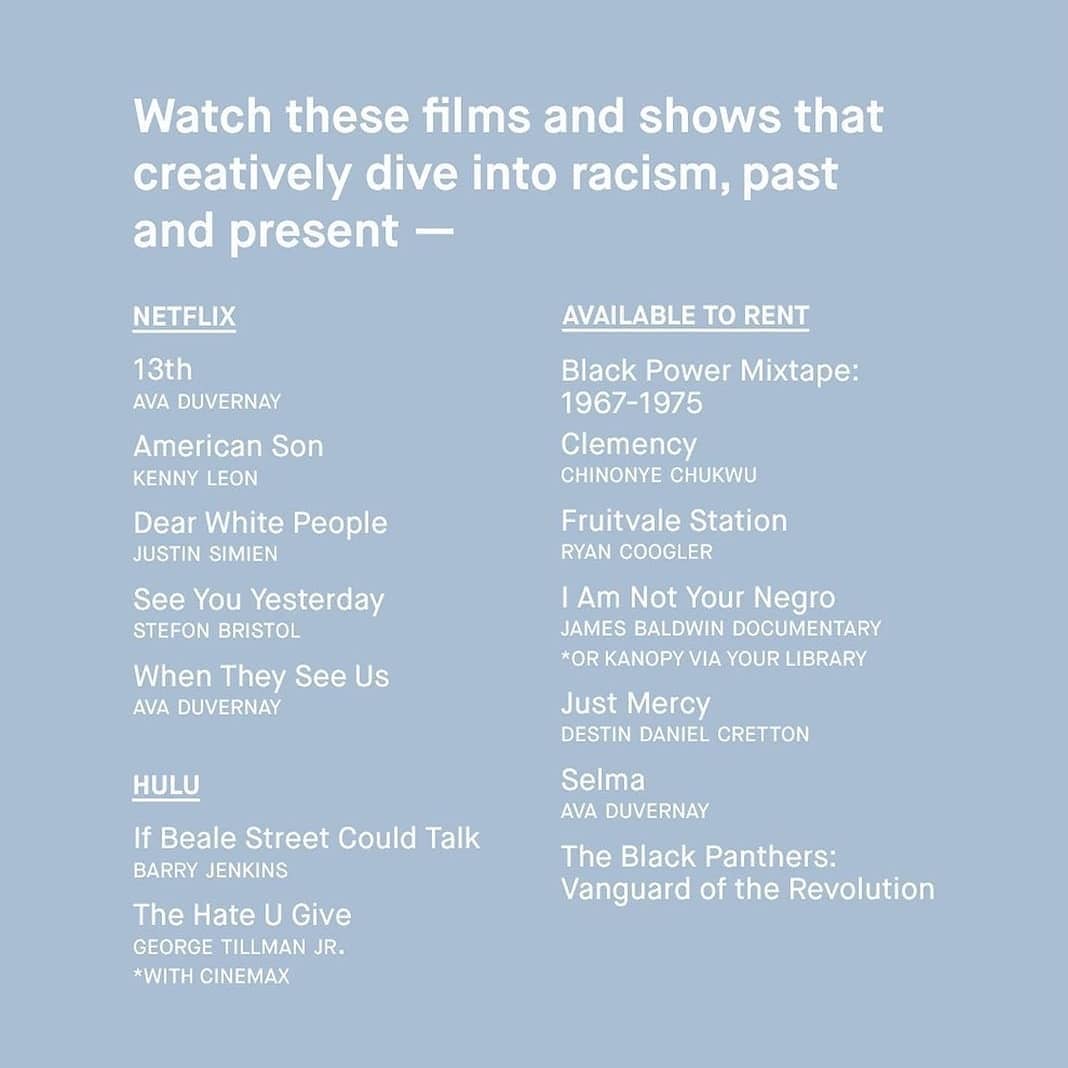 Watch these films and shows that
creatively dive into racism, past
and present —
NETFLIX
13th
AVA DUVERNAY
American Son
KENNY LEON
Dear White People
JUSTIN SIMIEN
See You Yesterday
STEFON BRISTOL
When They See Us
AVA DUVERNAY
HULU
If Beale Street Could Talk
BARRY JENKINS
The Hate U Give
GEORGE TILLMAN JR.
*WITH CINEMAX
AVAILABLE TO RENT
Black Power Mixtape:
1967-1975
Clemency
CHINONYE CHUKWU
Fruitvale Station
RYAN COOGLER
I Am Not Your Negro
JAMES BALDWIN DOCUMENTARY
*OR KANOPY VIA YOUR LIBRARY
Just Mercy
DESTIN DANIEL CRETTON
Selma
AVA DUVERNAY
The Black Panthers:
Vanguard of the Revolution